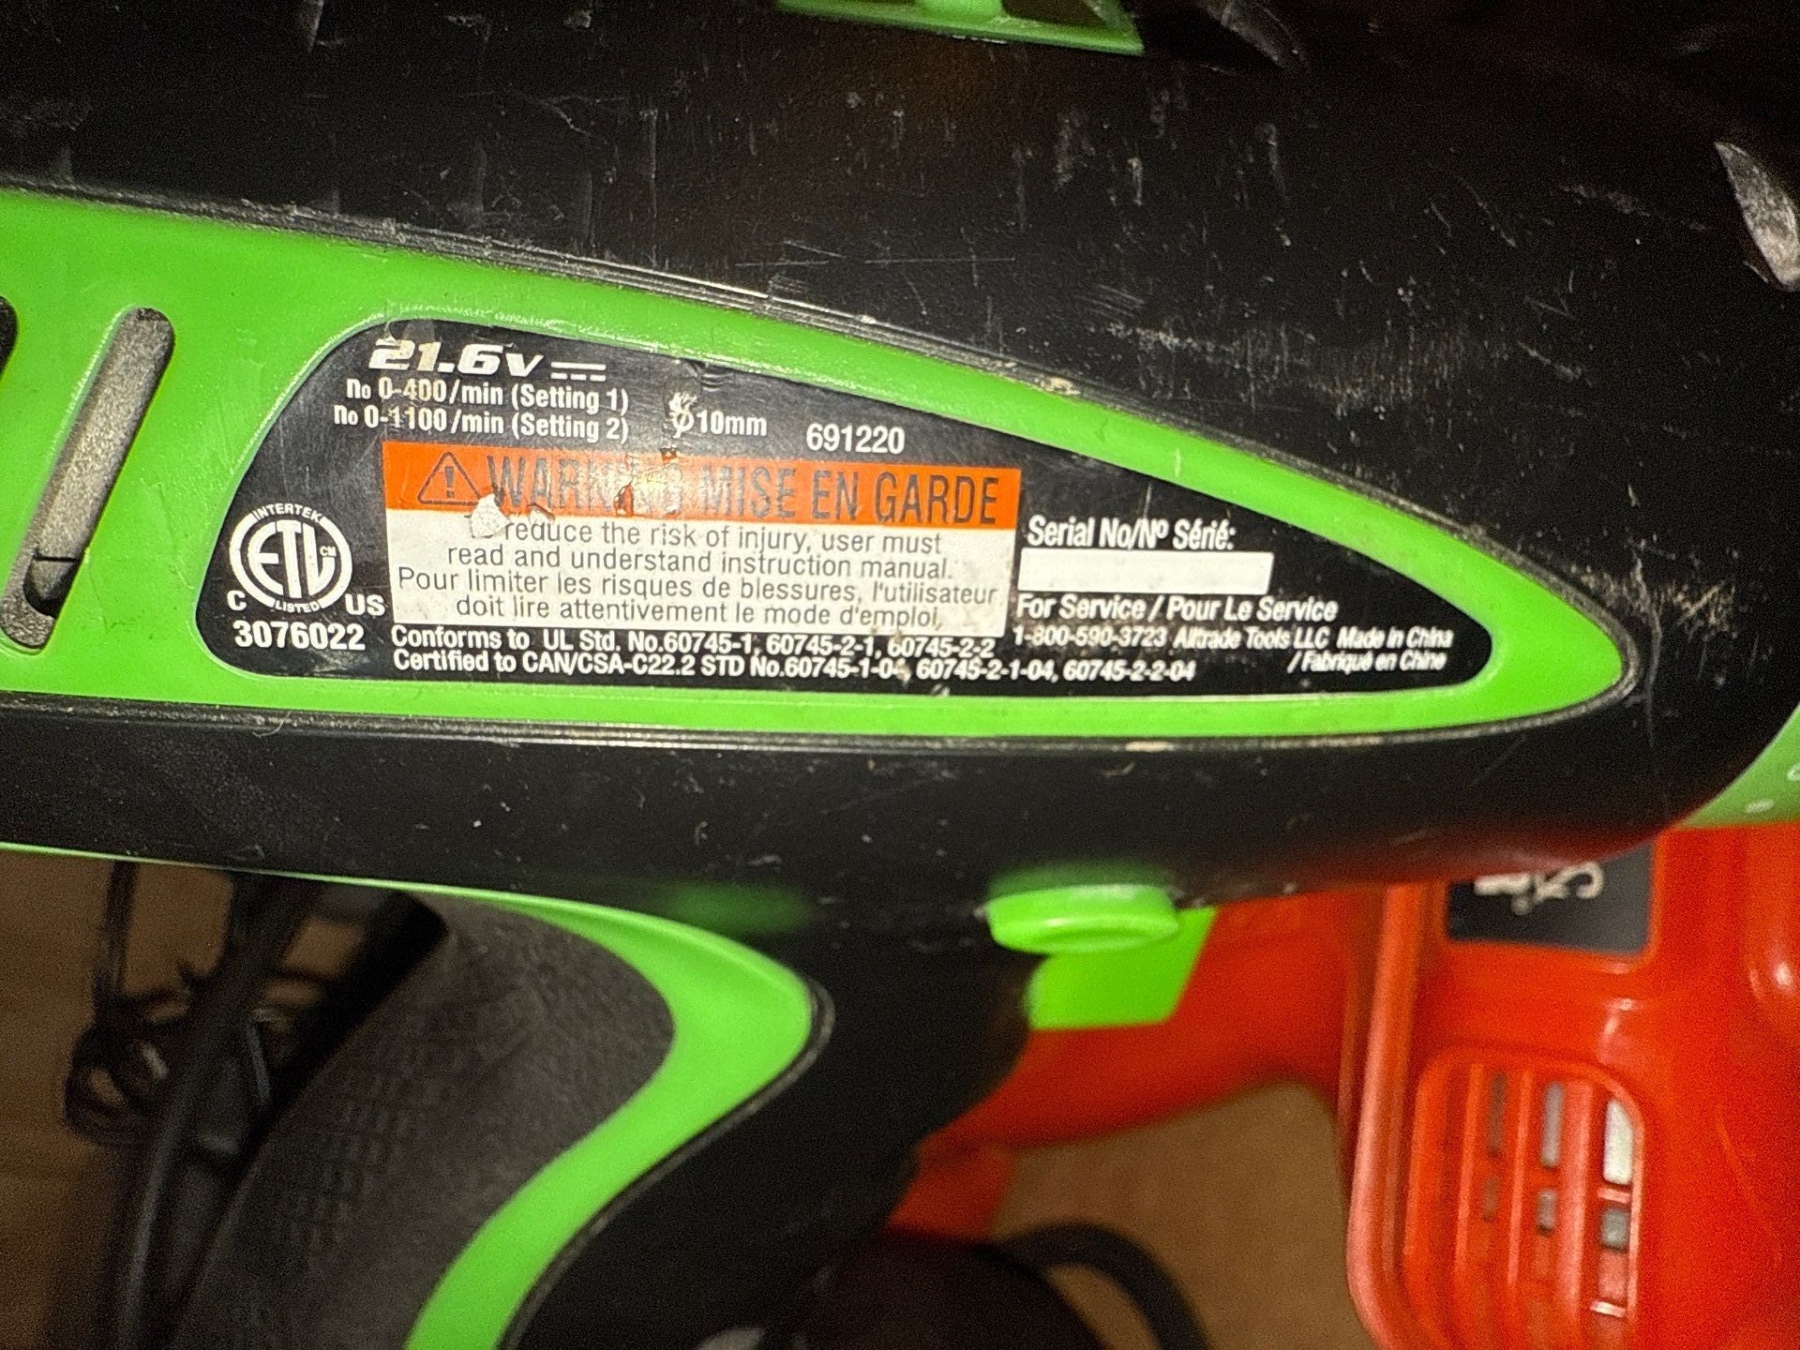 21.6V
no 0-400/min (Setting 1)
no 0-1100/min (Setting 2)
Ø10mm
691220
WARNING MISE EN GARDE
reduce the risk of injury, user must
read and understand instruction manual.
Pour limiter les risques de blessures, l'utilisateur
doit lire attentivement le mode d'emploi.
INTERTEK
ETL CM
LISTED
C US
3076022
Serial No/Nº Série:
For Service / Pour Le Service
1-800-590-3723 Alltrade Tools LLC Made in China
/ Fabriqué en Chine
Conforms to UL Std. No.60745-1, 60745-2-1, 60745-2-2
Certified to CAN/CSA-C22.2 STD No.60745-1-04, 60745-2-1-04, 60745-2-2-04